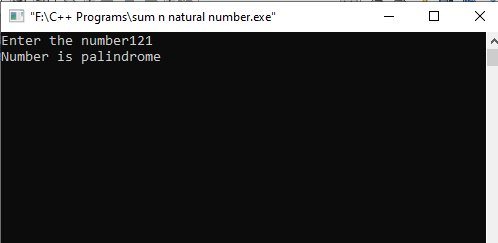 "F:\C++ Programs\sum n natural number.exe"
Enter the number121
Number is palindrome